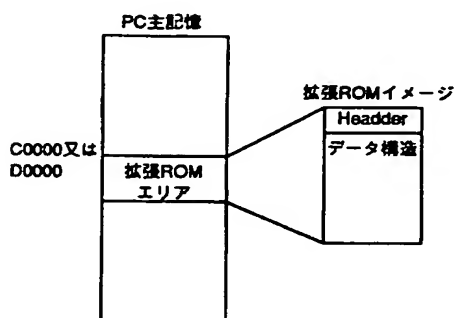 PC主記憶
拡張ROMイメージ
Headder
C0000又は
D0000
拡張ROM
エリア
データ構造